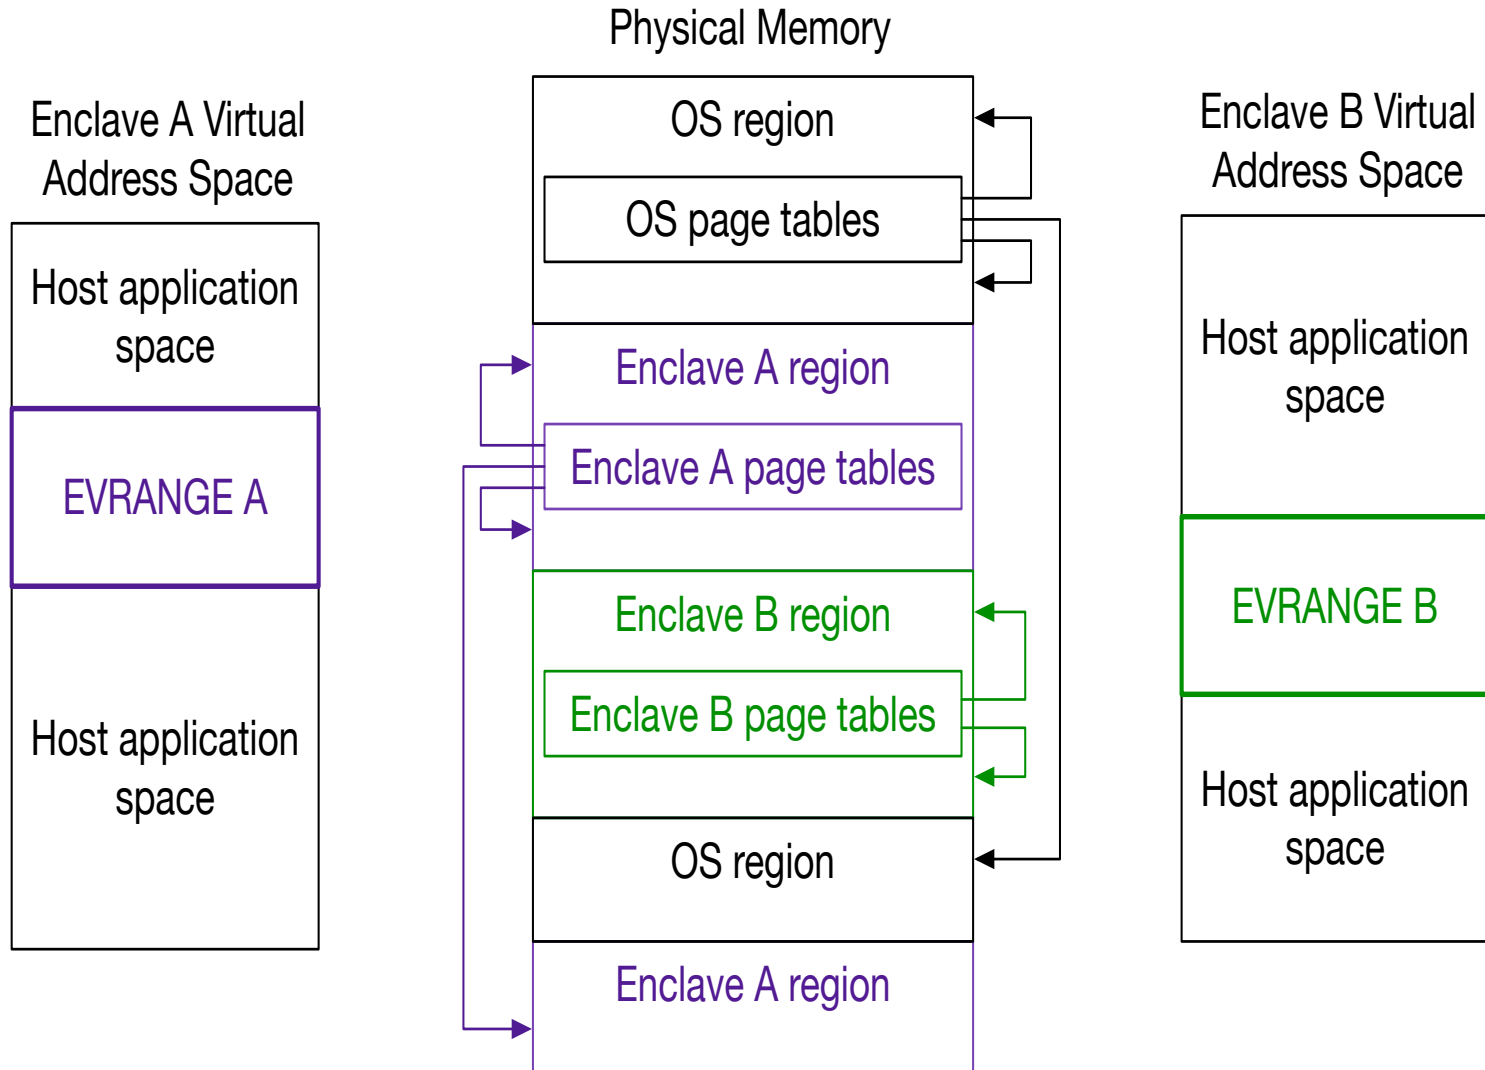 Physical Memory
Enclave A Virtual
Address Space
Host application
space
EVRANGE A
Host application
space
OS region
OS page tables
Enclave A region
Enclave A page tables
Enclave B region
Enclave B page tables
OS region
Enclave A region
Enclave B Virtual
Address Space
Host application
space
EVRANGE B
Host application
space